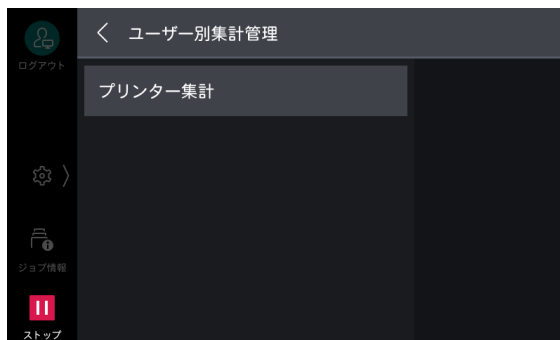 ユーザー別集計管理
ログアウト
プリンター集計
ジョブ情報
ストップ